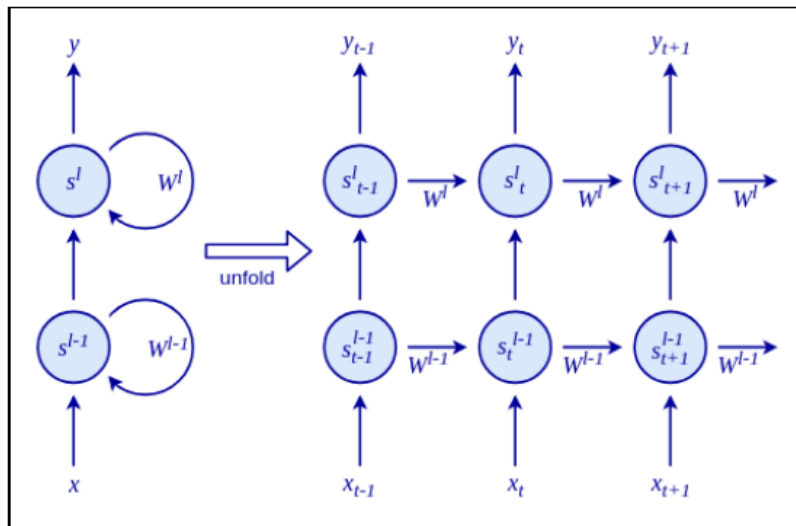 y y_{t-1} y_t y_{t+1}
s^l W^l s^l_{t-1} W^l s^l_t W^l s^l_{t+1} W^l
unfold
s^{l-1} W^{l-1} s^{l-1}_{t-1} W^{l-1} s^{l-1}_t W^{l-1} s^{l-1}_{t+1} W^{l-1}
x x_{t-1} x_t x_{t+1}